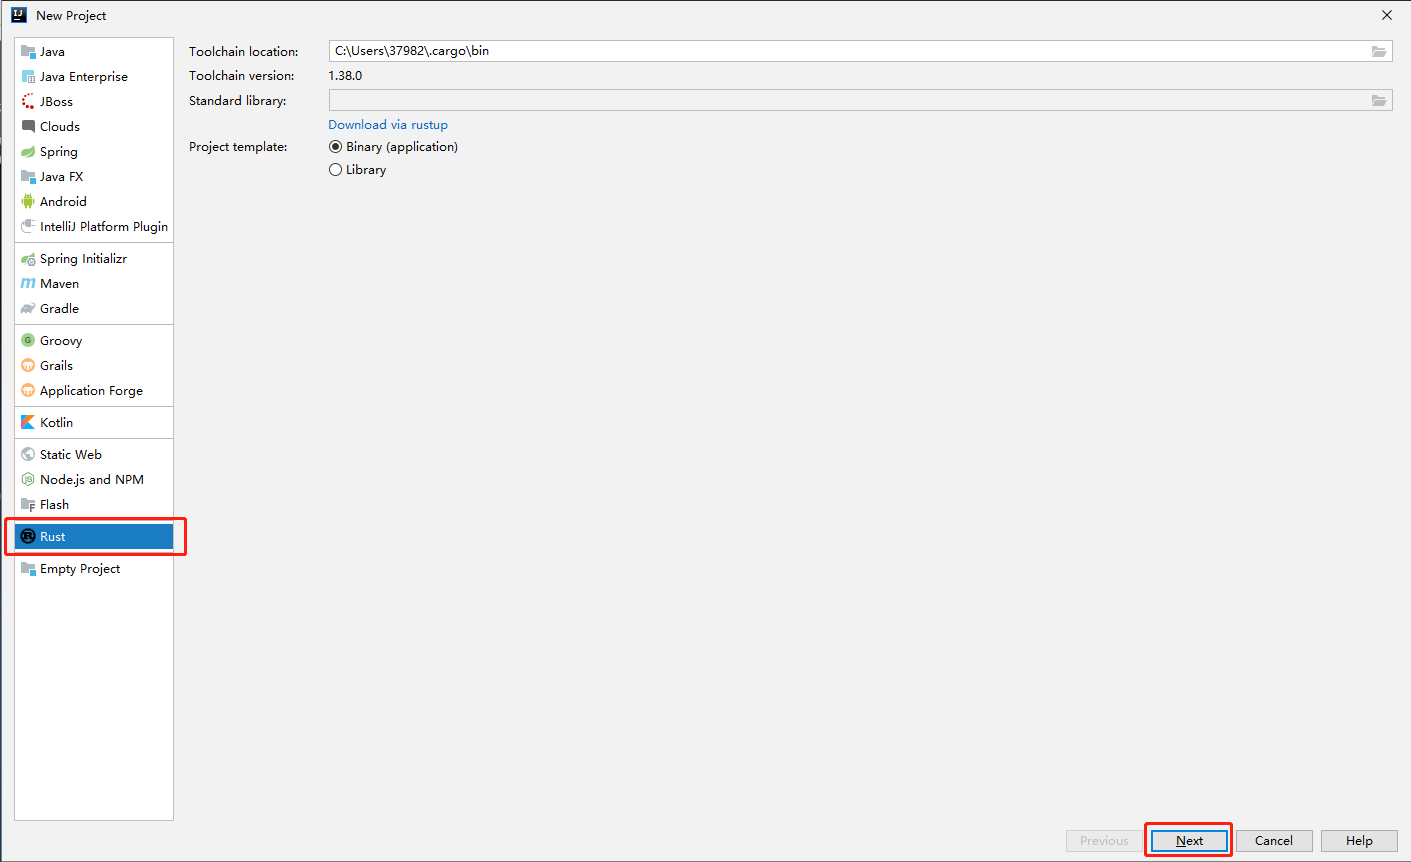 New Project
Java
Java Enterprise
JBoss
Clouds
Spring
Java FX
Android
IntelliJ Platform Plugin
Spring Initializr
Maven
Gradle
Groovy
Grails
Application Forge
Kotlin
Static Web
Node.js and NPM
Flash
Rust
Empty Project
Toolchain location: C:\Users\37982\.cargo\bin
Toolchain version: 1.38.0
Standard library:
Download via rustup
Project template: Binary (application)
Library
Previous Next Cancel Help